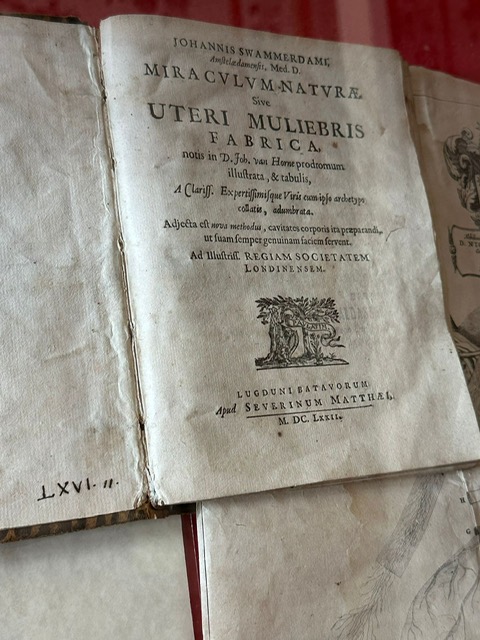 JOHANNIS SWAMMERDAMI,
Amstelædamensis, Med. D.
MIRACVLVM NATVRÆ
Sive
UTERI MULIEBRIS
FABRICA,
notis in D. Joh. van Horne prodromum
illustrata, & tabulis,
A Clariss. Expertissimisque Viris cum ipso archetypo
collatis, adumbrata.
Adjecta est nova methodus, cavitates corporis ita præparandi,
ut suam semper genuinam faciem servent.
Ad Illustriss. REGIAM SOCIETATEM
LONDINENSEM.
LUGDUNI BATAVORUM
Apud SEVERINUM MATTHÆI,
M. DC. LXXII.
LXVI. 11.
H
G